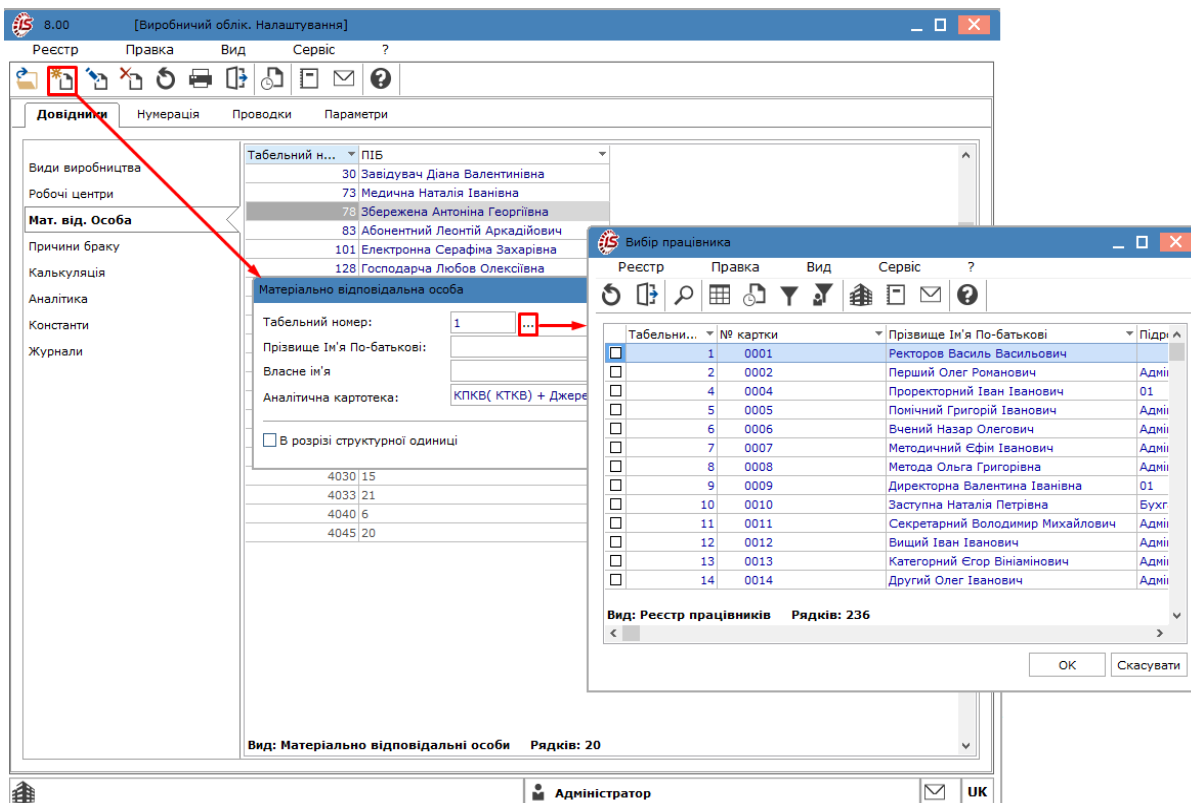 8.00 [Виробничий облік. Налаштування]
Реєстр Правка Вид Сервіс ?
Довідники Нумерація Проводки Параметри
Види виробництва
Робочі центри
Мат. від. Особа
Причини браку
Калькуляція
Аналітика
Константи
Журнали
Табельний н... ПІБ
30 Завідувач Діана Валентинівна
73 Медична Наталія Іванівна
78 Збережена Антоніна Георгіївна
83 Абонентний Леонтій Аркадійович
101 Електронна Серафіма Захарівна
128 Господарча Любов Олексіївна
Матеріально відповідальна особа
Табельний номер: 1 ...
Прізвище Ім'я По-батькові:
Власне ім'я
Аналітична картотека: КПКВ( КТКВ) + Джере
В розрізі структурної одиниці
4030 15
4033 21
4040 6
4045 20
Вид: Матеріально відповідальні особи Рядків: 20
Вибір працівника
Реєстр Правка Вид Сервіс ?
Табельни... № картки Прізвище Ім'я По-батькові Підр
1 0001 Ректоров Василь Васильович
2 0002 Перший Олег Романович Адмі
4 0004 Проректорний Іван Іванович 01
5 0005 Помічний Григорій Іванович Адмі
6 0006 Вчений Назар Олегович Адмі
7 0007 Методичний Єфім Іванович Адмі
8 0008 Метода Ольга Григорівна Адмі
9 0009 Директорна Валентина Іванівна 01
10 0010 Заступна Наталія Петрівна Бухг
11 0011 Секретарний Володимир Михайлович Адмі
12 0012 Вищий Іван Іванович Адмі
13 0013 Категорний Єгор Вініамінович Адмі
14 0014 Другий Олег Іванович Адмі
Вид: Реєстр працівників Рядків: 236
ОК Скасувати
Адміністратор UK